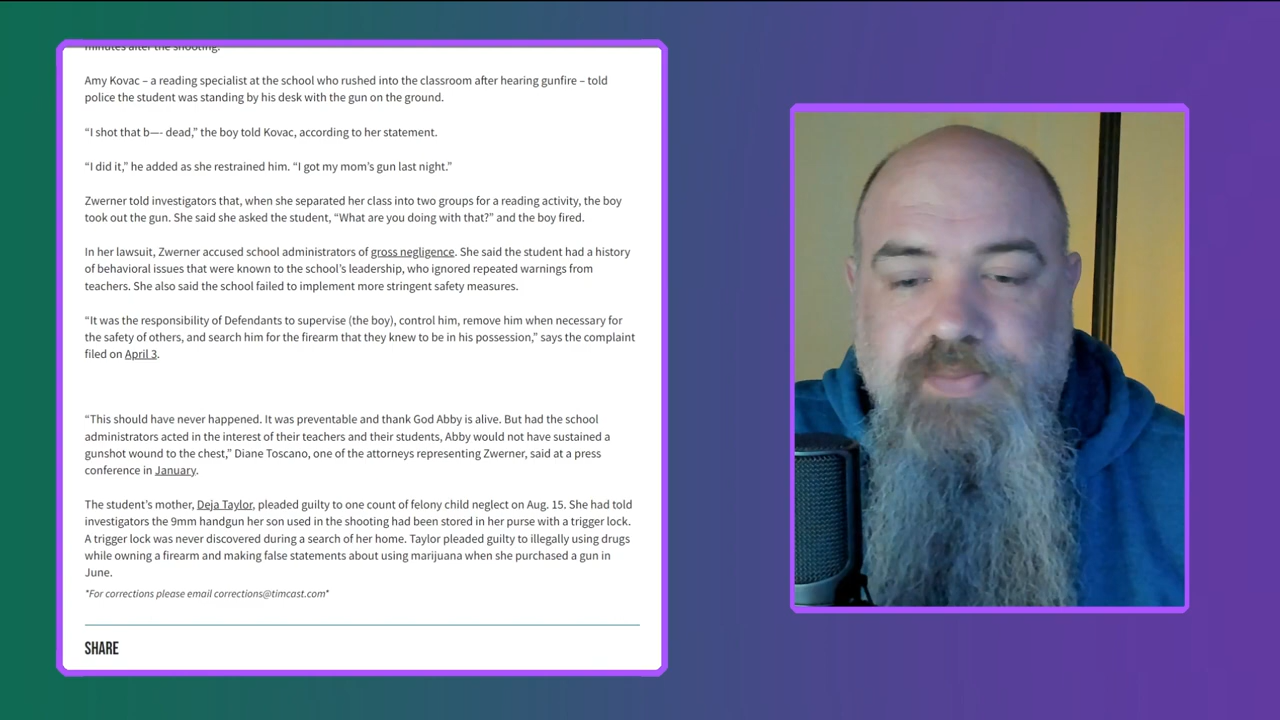 minutes after the shooting.
Amy Kovac – a reading specialist at the school who rushed into the classroom after hearing gunfire – told
police the student was standing by his desk with the gun on the ground.
“I shot that b—- dead,” the boy told Kovac, according to her statement.
“I did it,” he added as she restrained him. “I got my mom’s gun last night.”
Zwerner told investigators that, when she separated her class into two groups for a reading activity, the boy
took out the gun. She said she asked the student, “What are you doing with that?” and the boy fired.
In her lawsuit, Zwerner accused school administrators of gross negligence. She said the student had a history
of behavioral issues that were known to the school’s leadership, who ignored repeated warnings from
teachers. She also said the school failed to implement more stringent safety measures.
“It was the responsibility of Defendants to supervise (the boy), control him, remove him when necessary for
the safety of others, and search him for the firearm that they knew to be in his possession,” says the complaint
filed on April 3.
“This should have never happened. It was preventable and thank God Abby is alive. But had the school
administrators acted in the interest of their teachers and their students, Abby would not have sustained a
gunshot wound to the chest,” Diane Toscano, one of the attorneys representing Zwerner, said at a press
conference in January.
The student’s mother, Deja Taylor, pleaded guilty to one count of felony child neglect on Aug. 15. She had told
investigators the 9mm handgun her son used in the shooting had been stored in her purse with a trigger lock.
A trigger lock was never discovered during a search of her home. Taylor pleaded guilty to illegally using drugs
while owning a firearm and making false statements about using marijuana when she purchased a gun in
June.
*For corrections please email corrections@timcast.com*
SHARE